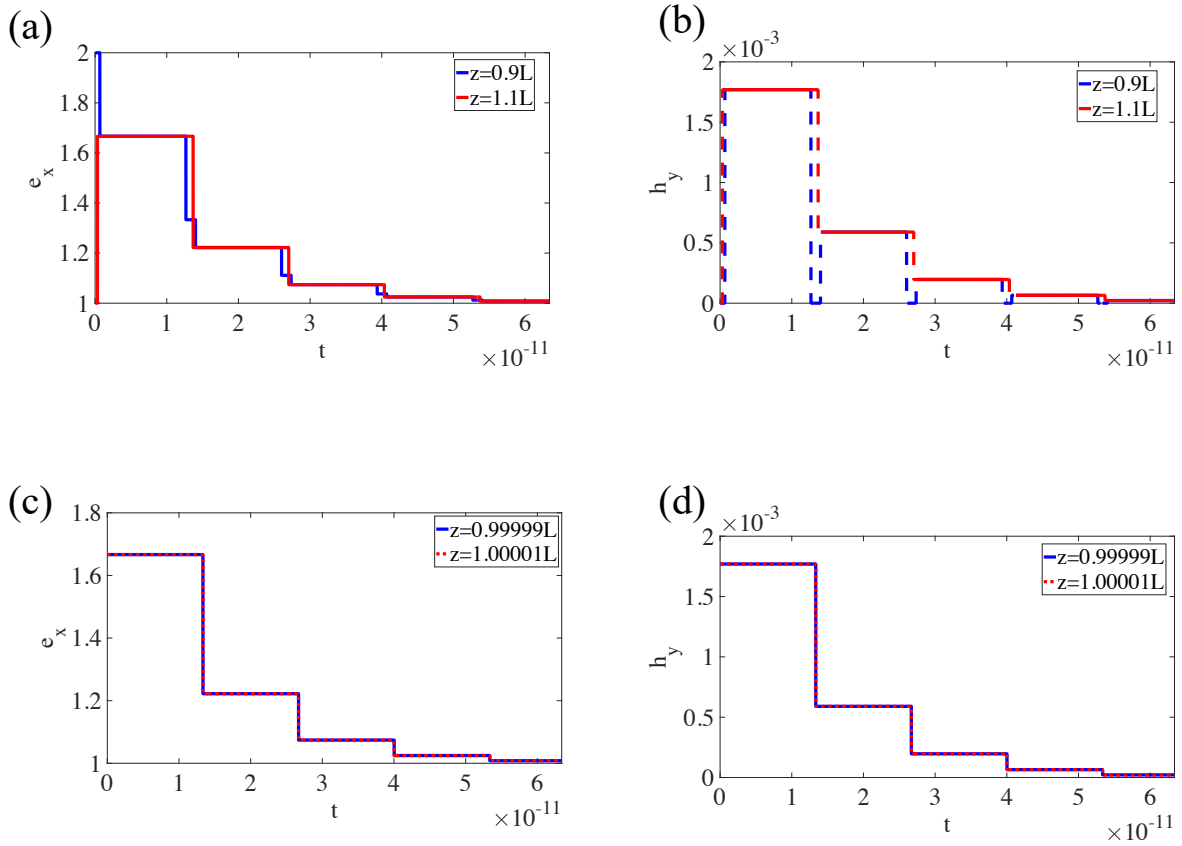 (a)
2
1.8
1.6
1.4
1.2
1
e_x
0 1 2 3 4 5 6
t
×10^-11
z=0.9L
z=1.1L
(b)
×10^-3
2
1.5
1
0.5
0
h_y
0 1 2 3 4 5 6
t
×10^-11
z=0.9L
z=1.1L
(c)
1.8
1.6
1.4
1.2
1
e_x
0 1 2 3 4 5 6
t
×10^-11
z=0.99999L
z=1.00001L
(d)
×10^-3
2
1.5
1
0.5
0
h_y
0 1 2 3 4 5 6
t
×10^-11
z=0.99999L
z=1.00001L